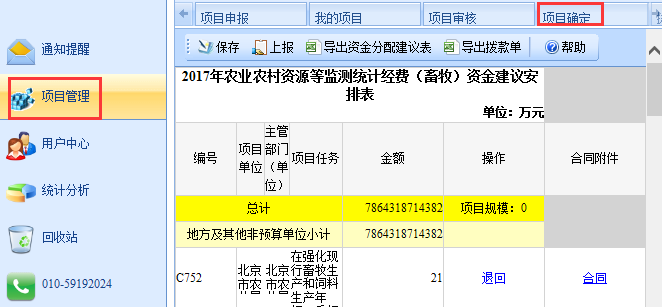 通知提醒
项目管理
用户中心
统计分析
回收站
010-59192024
项目申报 我的项目 项目审核 项目确定
保存 上报 导出资金分配建议表 导出拨款单 帮助
2017年农业农村资源等监测统计经费（畜牧）资金建议安
排表
单位：万元
编号 项目单位 主管部门（单位） 项目任务 金额 操作 合同附件
总计 7864318714382 项目规模：0
地方及其他非预算单位小计 7864318714382
C752 北京市农 北京市农 在强化现行畜牧生产和饲料生产年 21 退回 合同